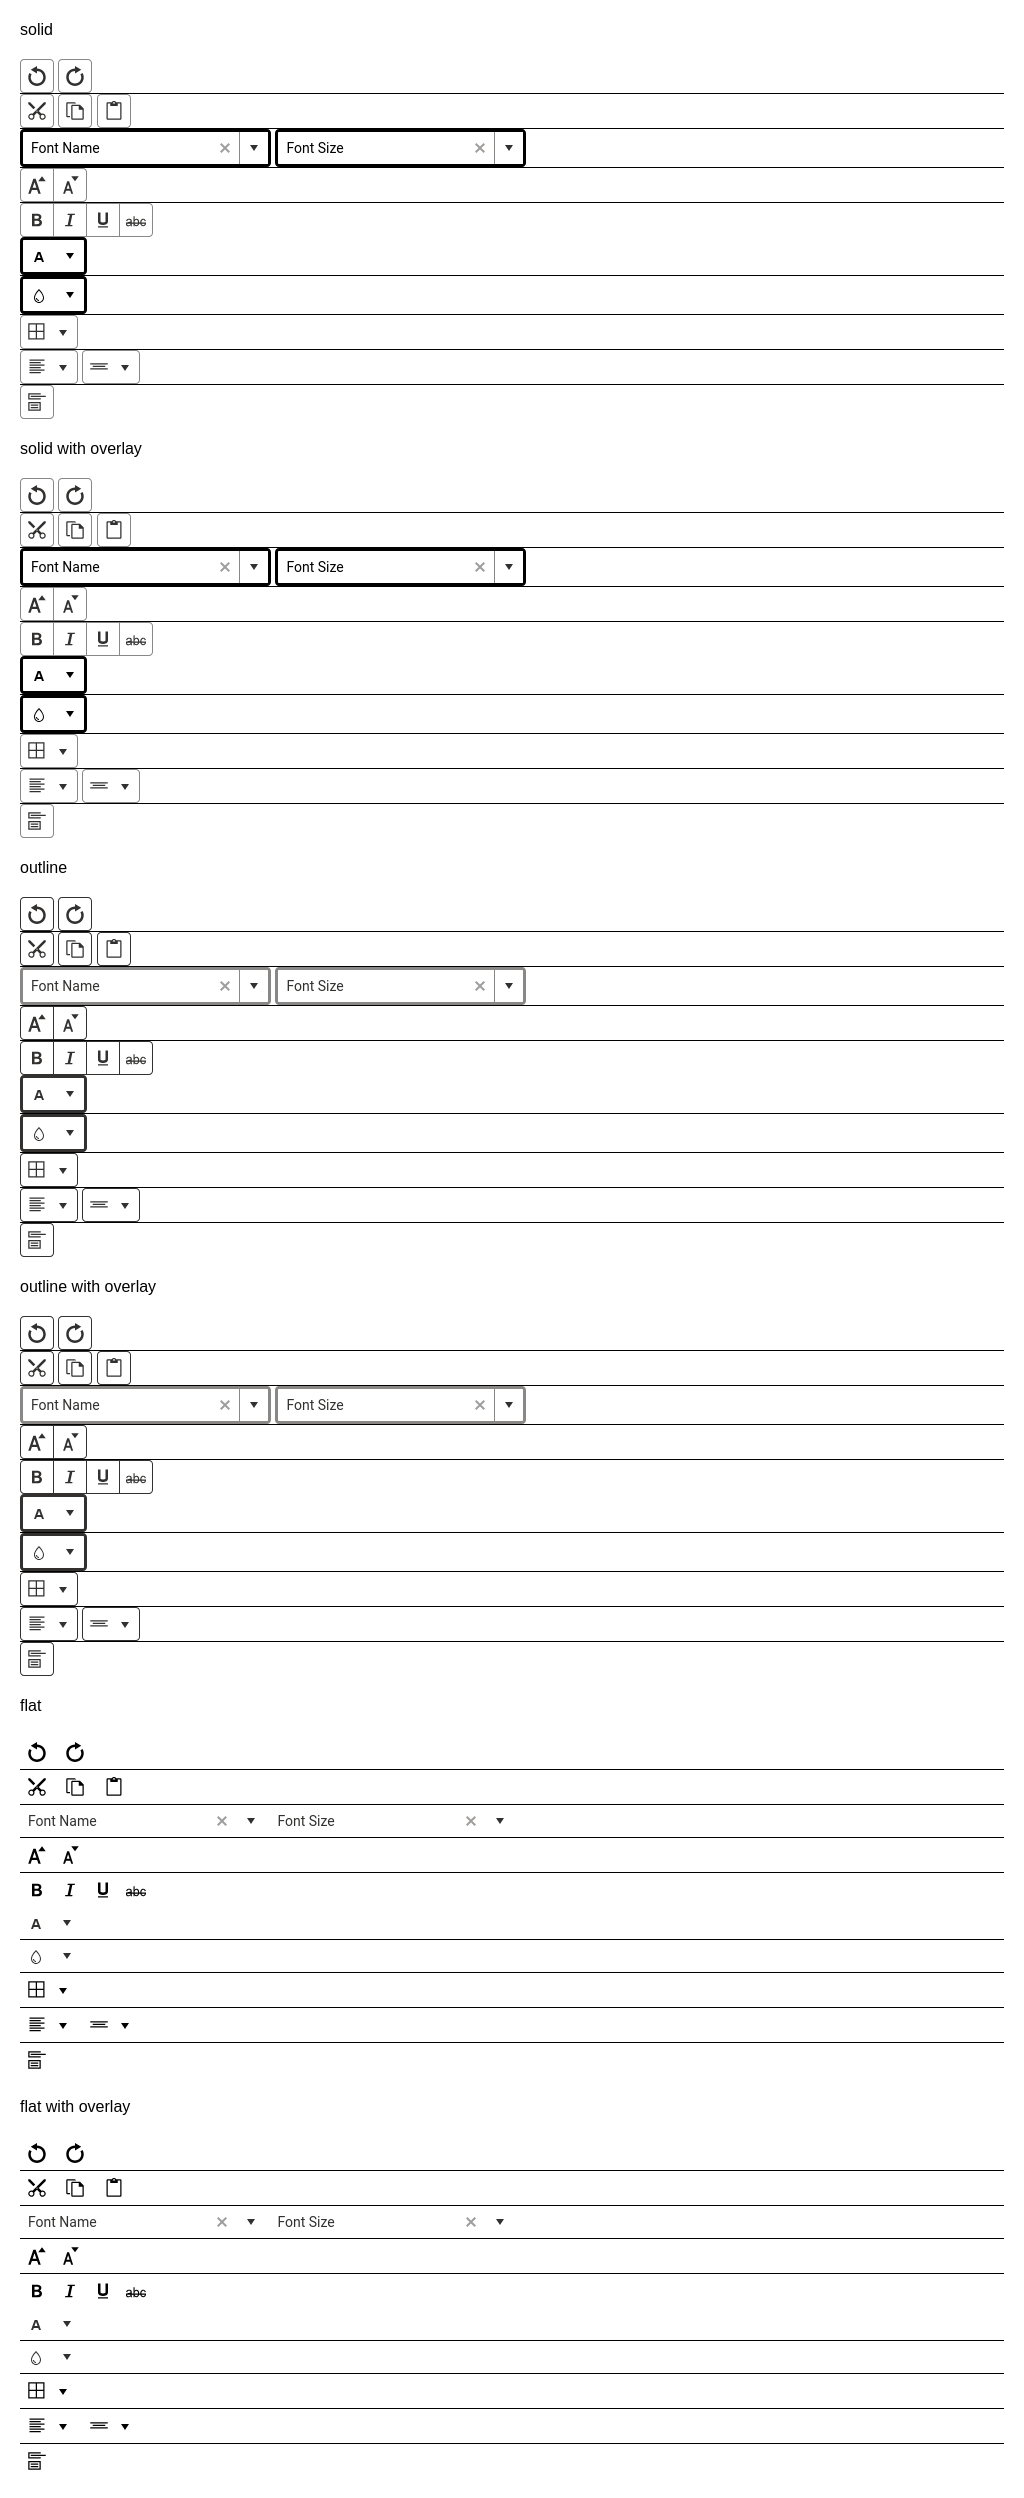 solid
Font Name Font Size
A A
B I U abc
A
solid with overlay
Font Name Font Size
A A
B I U abc
A
outline
Font Name Font Size
A A
B I U abc
A
outline with overlay
Font Name Font Size
A A
B I U abc
A
flat
Font Name Font Size
A A
B I U abc
A
flat with overlay
Font Name Font Size
A A
B I U abc
A